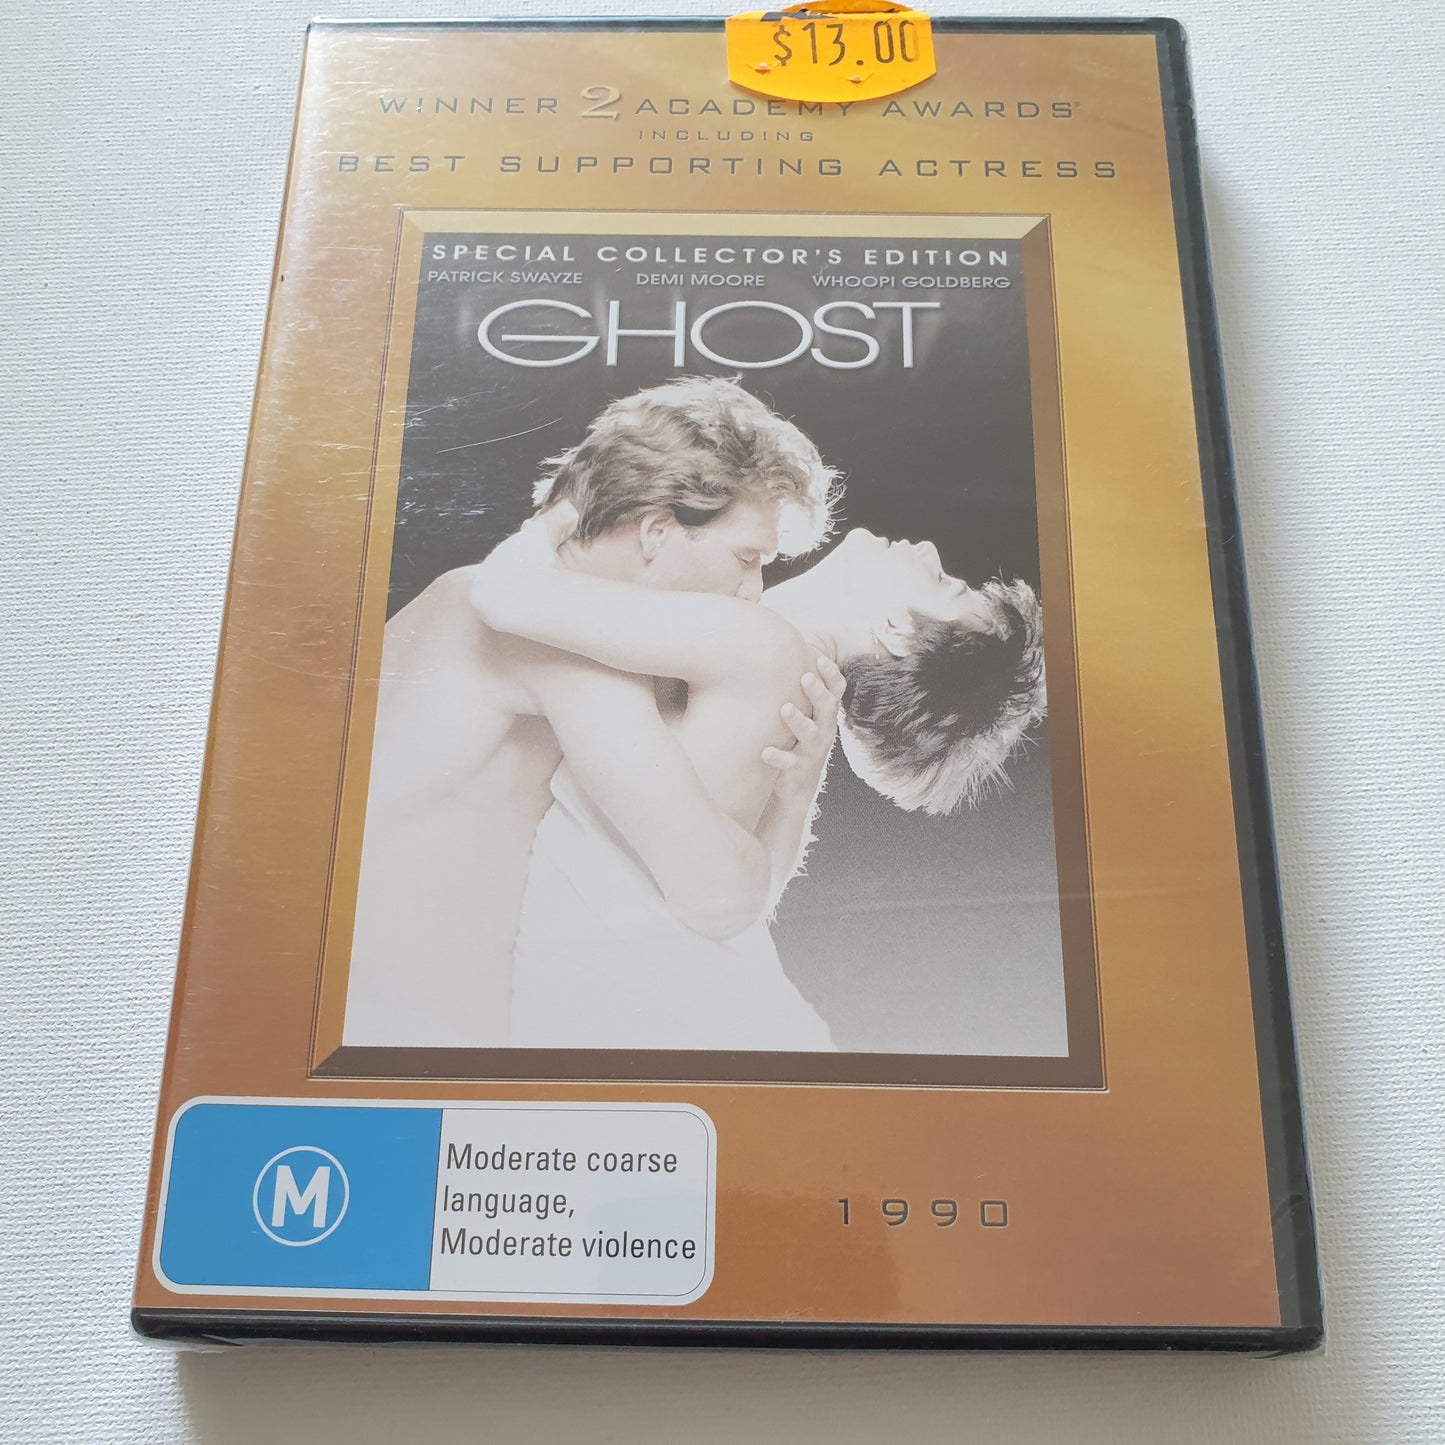 $13.00
WINNER 2 ACADEMY AWARDS®
INCLUDING
BEST SUPPORTING ACTRESS
SPECIAL COLLECTOR'S EDITION
PATRICK SWAYZE DEMI MOORE WHOOPI GOLDBERG
GHOST
M
Moderate coarse
language,
Moderate violence
1990